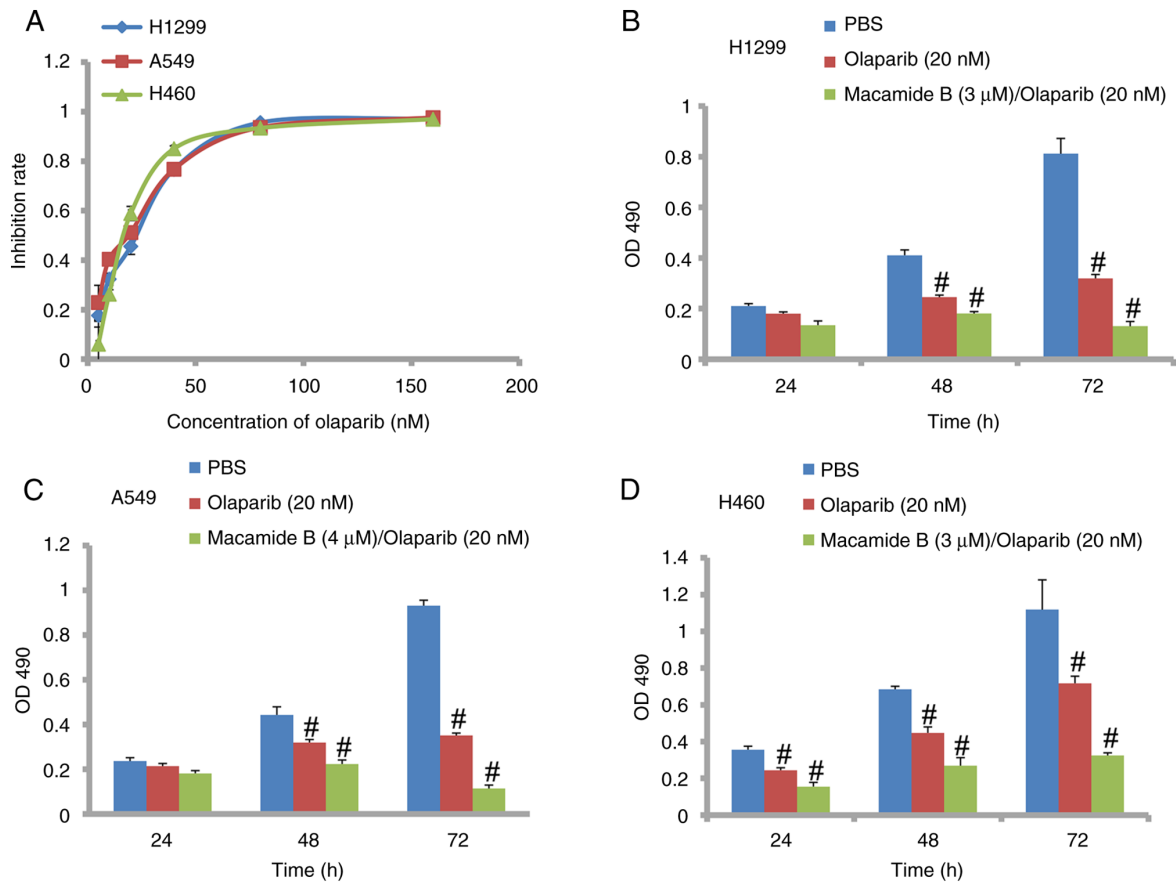 A
H1299
A549
H460
1.2
1
0.8
0.6
0.4
0.2
0
Inhibition rate
0
50
100
150
200
Concentration of olaparib (nM)
B
H1299
PBS
Olaparib (20 nM)
Macamide B (3 μM)/Olaparib (20 nM)
1
0.8
0.6
0.4
0.2
0
OD 490
#
#
#
#
24
48
72
Time (h)
C
A549
PBS
Olaparib (20 nM)
Macamide B (4 μM)/Olaparib (20 nM)
1.2
1
0.8
0.6
0.4
0.2
0
OD 490
#
#
#
#
24
48
72
Time (h)
D
H460
PBS
Olaparib (20 nM)
Macamide B (3 μM)/Olaparib (20 nM)
1.4
1.2
1
0.8
0.6
0.4
0.2
0
OD 490
#
#
#
#
#
#
24
48
72
Time (h)